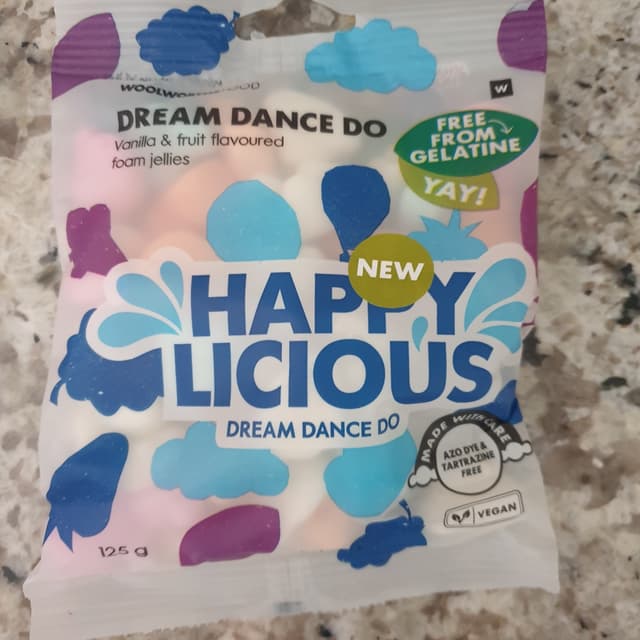 WOOLWORTHS FOOD
DREAM DANCE DO
Vanilla & fruit flavoured
foam jellies
W
FREE
FROM
GELATINE
YAY!
NEW
HAPPY
LICIOUS
DREAM DANCE DO
MADE WITH CARE
AZO DYE &
TARTRAZINE
FREE
VEGAN
125 g